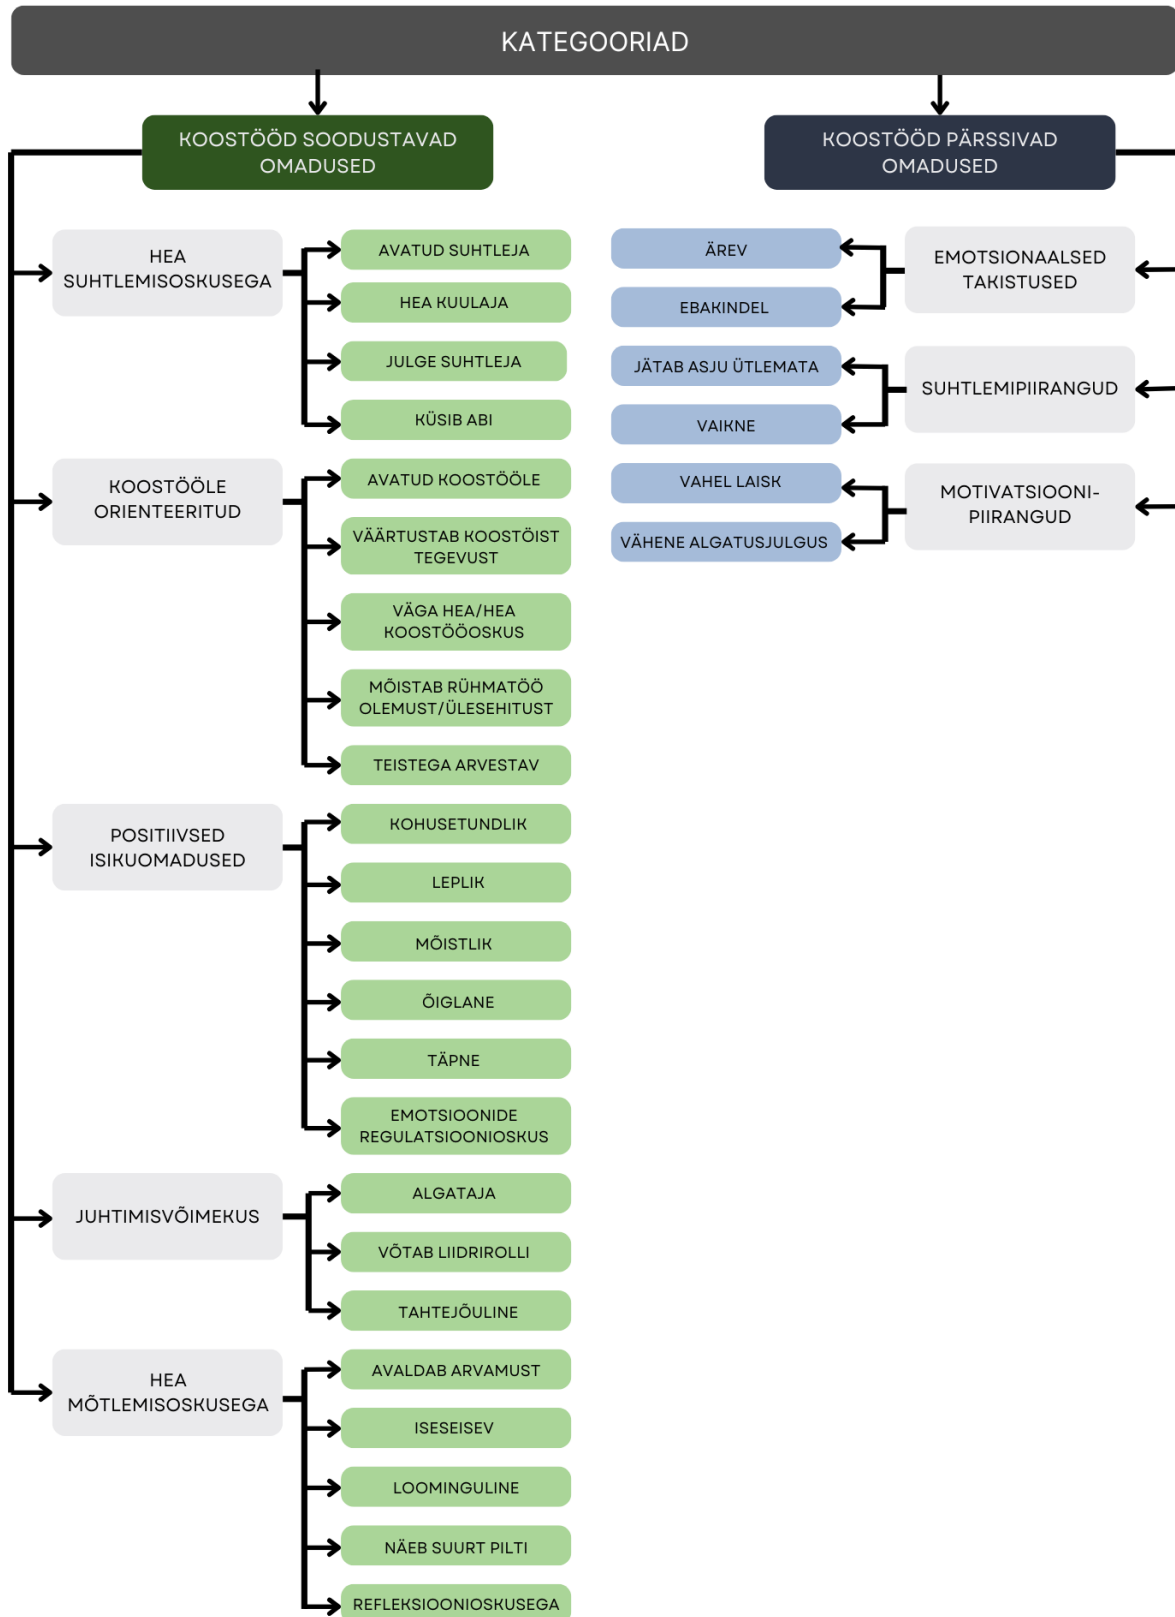 KATEGOORIAD
KOOSTÖÖD SOODUSTAVAD
OMADUSED
HEA
SUHTLEMISOSKUSEGA
AVATUD SUHTLEJA
HEA KUULAJA
JULGE SUHTLEJA
KÜSIB ABI
KOOSTÖÖLE
ORIENTEERITUD
AVATUD KOOSTÖÖLE
VÄÄRTUSTAB KOOSTÖIST
TEGEVUST
VÄGA HEA/HEA
KOOSTÖÖOSKUS
MÕISTAB RÜHMATÖÖ
OLEMUST/ÜLESEHITUST
TEISTEGA ARVESTAV
POSITIIVSED
ISIKUOMADUSED
KOHUSETUNDLIK
LEPLIK
MÕISTLIK
ÕIGLANE
TÄPNE
EMOTSIOONIDE
REGULATSIOONIOSKUS
JUHTIMISVÕIMEKUS
ALGATAJA
VÕTAB LIIDRIROLLI
TAHTEJÕULINE
HEA
MÕTLEMISOSKUSEGA
AVALDAB ARVAMUST
ISESEISEV
LOOMINGULINE
NÄEB SUURT PILTI
REFLEKSIOONIOSKUSEGA
KOOSTÖÖD PÄRSSIVAD
OMADUSED
EMOTSIONAALSED
TAKISTUSED
ÄREV
EBAKINDEL
SUHTLEMIPIIRANGUD
JÄTAB ASJU ÜTLEMATA
VAIKNE
MOTIVATSIOONI-
PIIRANGUD
VAHEL LAISK
VÄHENE ALGATUSJULGUS